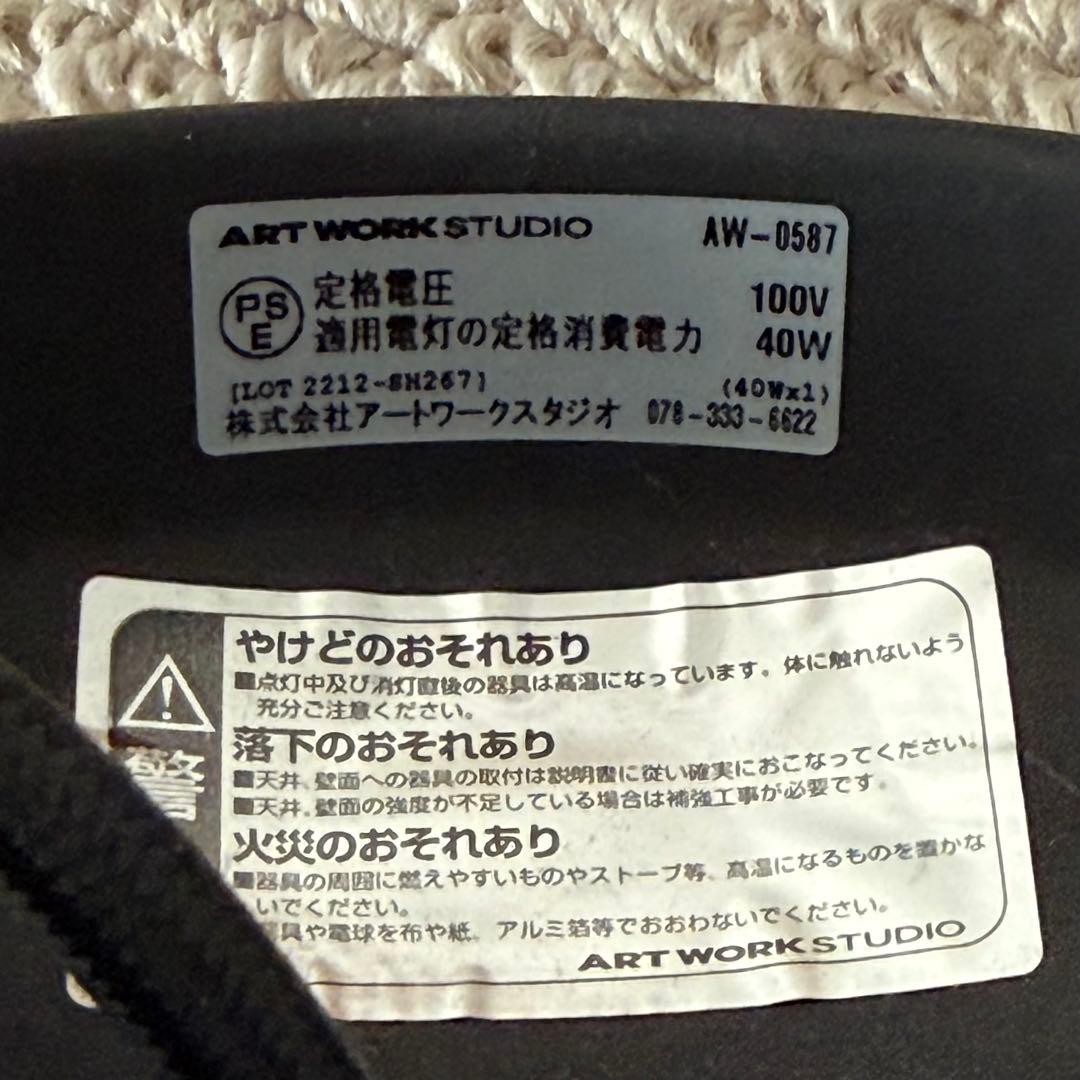 ART WORK STUDIO AW-0587
PSE 定格電圧 100V
適用電灯の定格消費電力 40W
[LOT 2212-SH267] (40Wx1)
株式会社アートワークスタジオ 078-333-6622
警告
やけどのおそれあり
■点灯中及び消灯直後の器具は高温になっています。体に触れないよう
充分ご注意ください。
落下のおそれあり
■天井、壁面への器具の取付は説明書に従い確実におこなってください。
■天井、壁面の強度が不足している場合は補強工事が必要です。
火災のおそれあり
■器具の周囲に燃えやすいものやストーブ等、高温になるものを置かな
いでください。
器具や電球を布や紙、アルミ箔等でおおわないでください。
ART WORK STUDIO